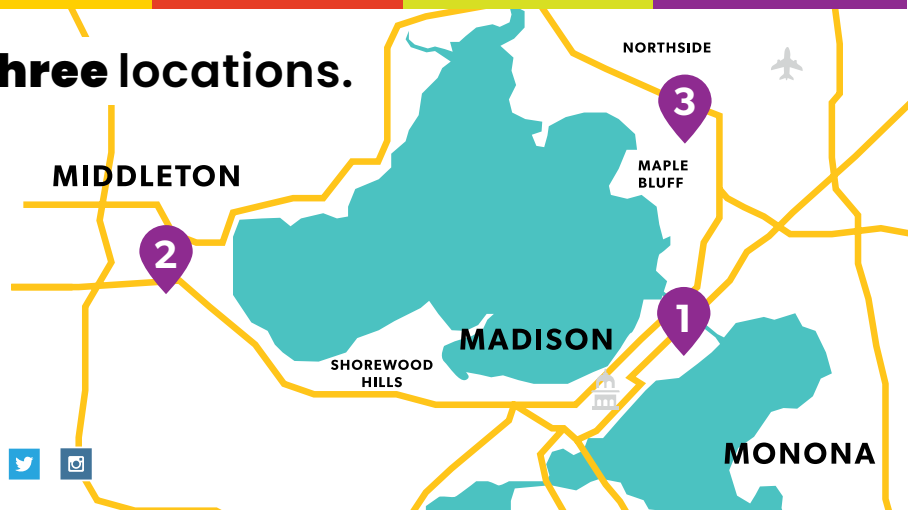 hree locations.
NORTHSIDE
3
MAPLE
BLUFF
MIDDLETON
2
1
MADISON
SHOREWOOD
HILLS
MONONA